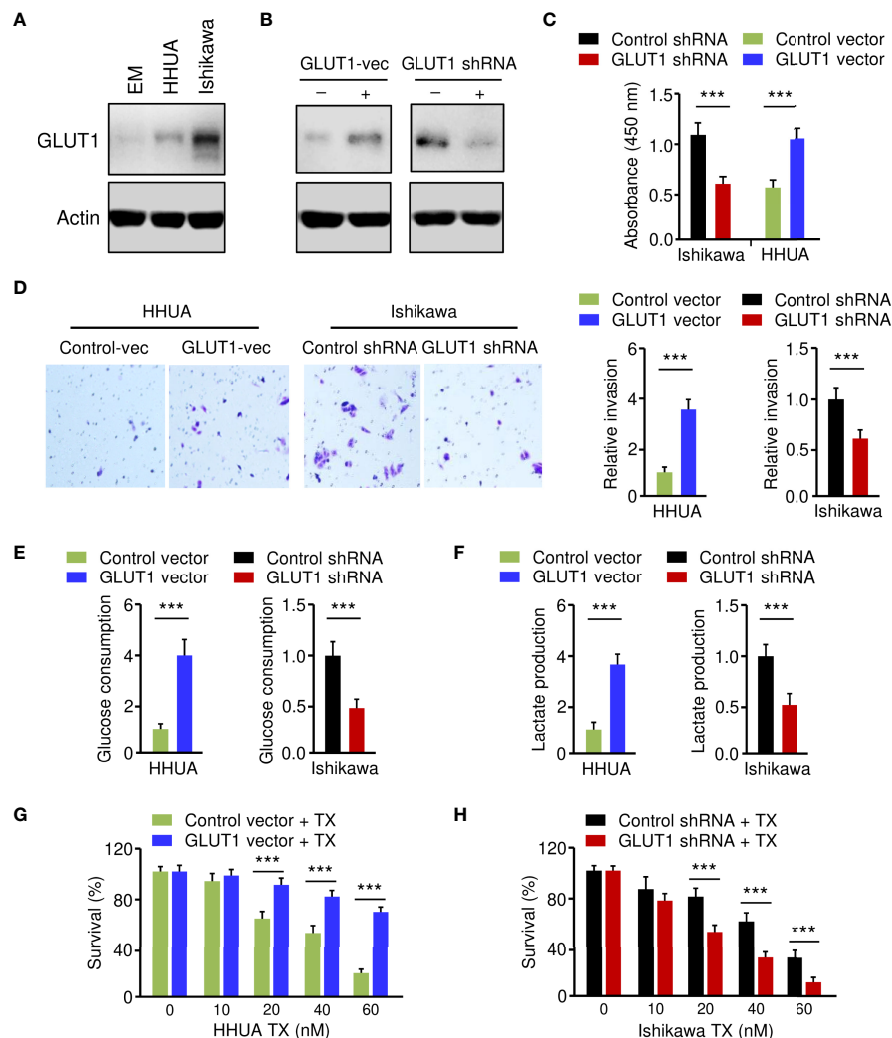 A
EM
HHUA
Ishikawa
GLUT1
Actin
B
GLUT1-vec GLUT1 shRNA
– + – +
C
Control shRNA Control vector
GLUT1 shRNA GLUT1 vector
*** ***
Absorbance (450 nm)
1.5
1.0
0.5
0.0
Ishikawa HHUA
D
HHUA Ishikawa
Control-vec GLUT1-vec Control shRNA GLUT1 shRNA
Control vector Control shRNA
GLUT1 vector GLUT1 shRNA
Relative invasion
6
4
2
0
***
HHUA
Relative invasion
1.5
1.0
0.5
0.0
***
Ishikawa
E
Control vector Control shRNA
GLUT1 vector GLUT1 shRNA
Glucose consumption
6
4
2
0
***
HHUA
Glucose consumption
1.5
1.0
0.5
0.0
***
Ishikawa
F
Control vector Control shRNA
GLUT1 vector GLUT1 shRNA
Lactate production
6
4
2
0
***
HHUA
Lactate production
1.5
1.0
0.5
0.0
***
Ishikawa
G
Control vector + TX
GLUT1 vector + TX
Survival (%)
120
80
40
0
*** *** ***
0 10 20 40 60
HHUA TX (nM)
H
Control shRNA + TX
GLUT1 shRNA + TX
Survival (%)
120
80
40
0
*** *** ***
0 10 20 40 60
Ishikawa TX (nM)